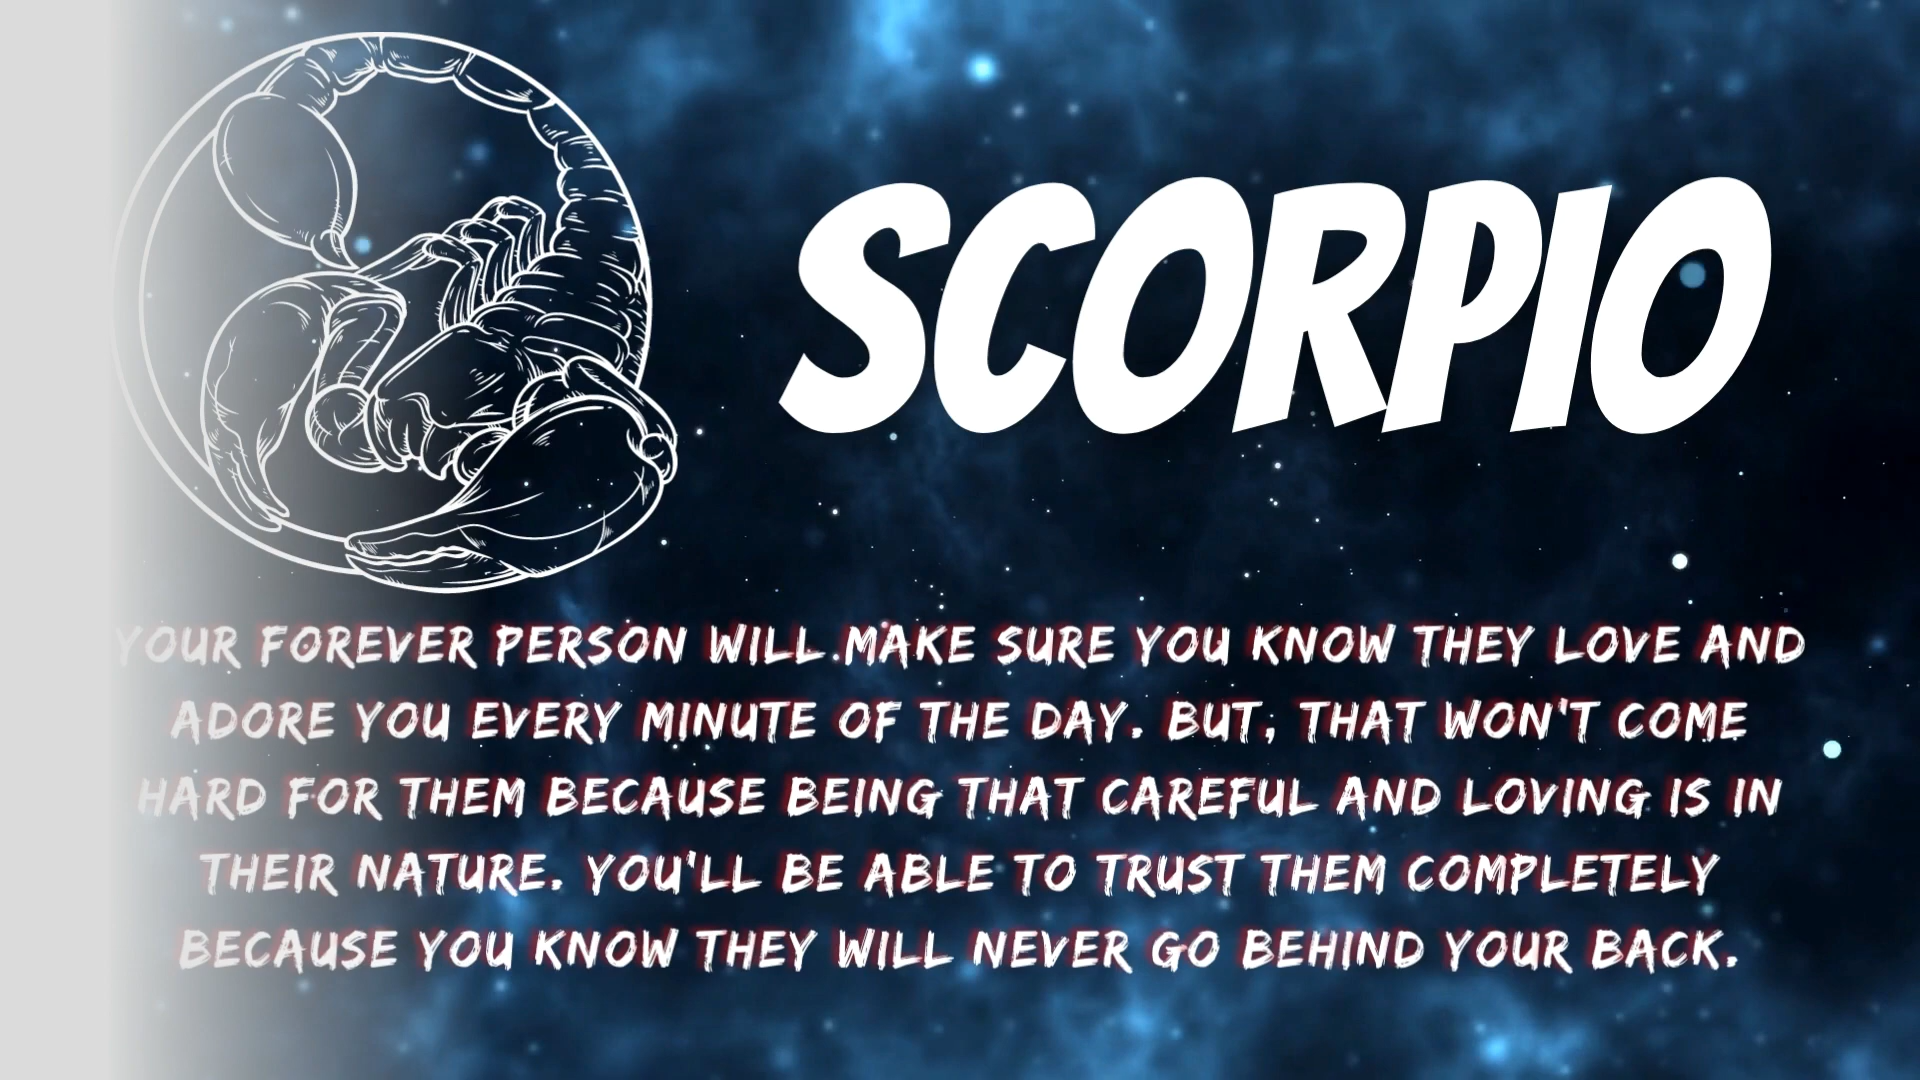 SCORPIO
YOUR FOREVER PERSON WILL MAKE SURE YOU KNOW THEY LOVE AND
ADORE YOU EVERY MINUTE OF THE DAY. BUT, THAT WON'T COME
HARD FOR THEM BECAUSE BEING THAT CAREFUL AND LOVING IS IN
THEIR NATURE. YOU'LL BE ABLE TO TRUST THEM COMPLETELY
BECAUSE YOU KNOW THEY WILL NEVER GO BEHIND YOUR BACK.